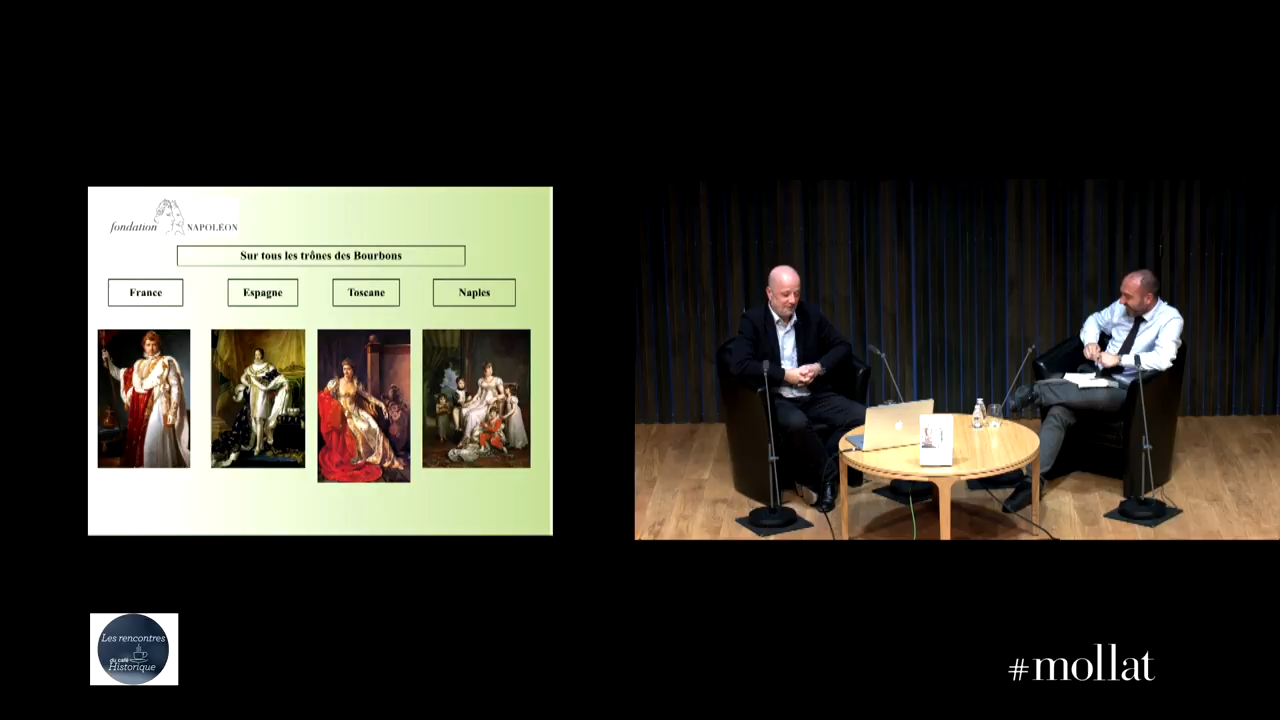 fondation NAPOLÉON
Sur tous les trônes des Bourbons
France
Espagne
Toscane
Naples
Les rencontres
du café
Historique
#mollat